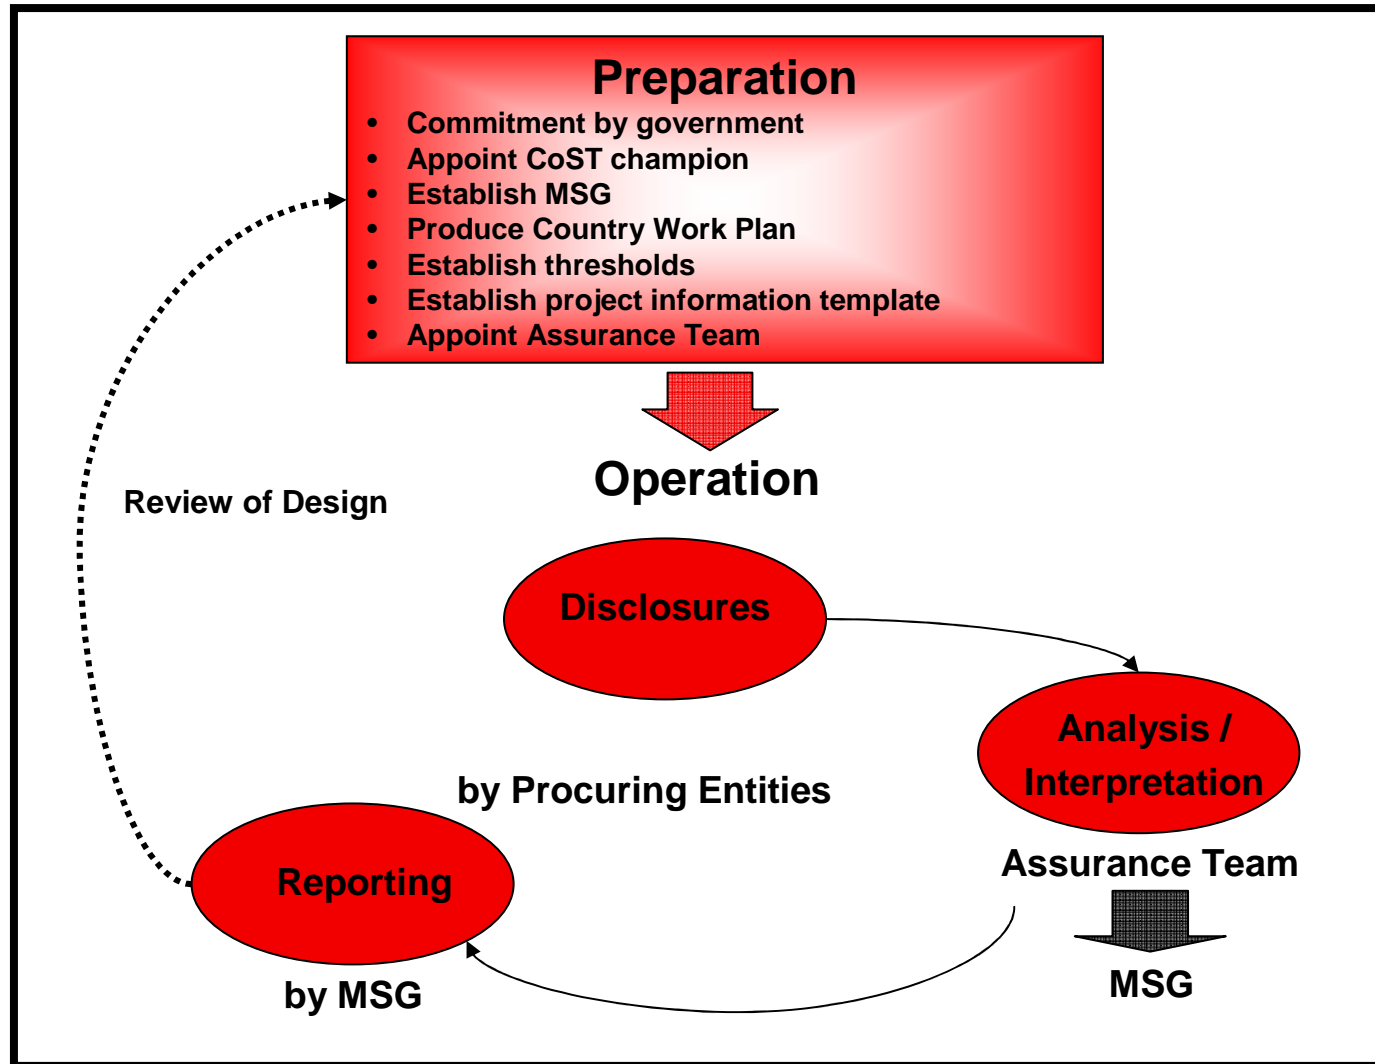 Preparation
• Commitment by government
• Appoint CoST champion
• Establish MSG
• Produce Country Work Plan
• Establish thresholds
• Establish project information template
• Appoint Assurance Team
Operation
Review of Design
Disclosures
by Procuring Entities
Analysis /
Interpretation
Assurance Team
MSG
Reporting
by MSG